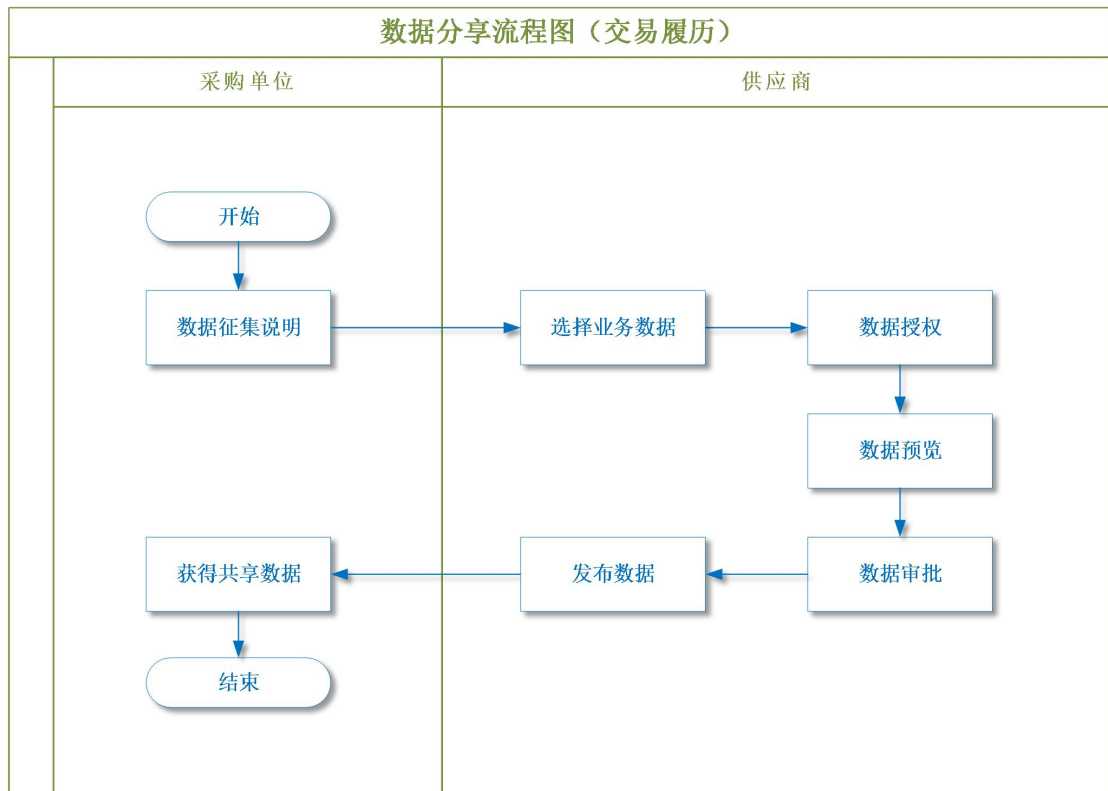 数据分享流程图（交易履历）
采购单位
供应商
开始
数据征集说明
选择业务数据
数据授权
数据预览
获得共享数据
发布数据
数据审批
结束